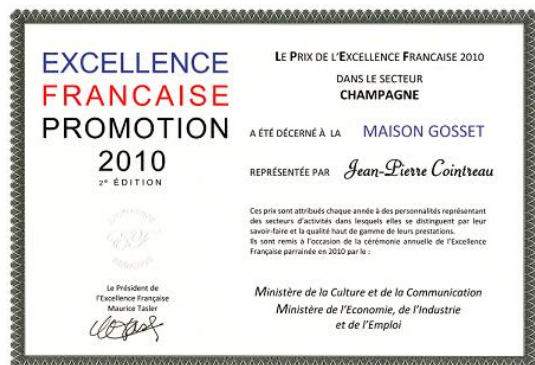 EXCELLENCE
FRANCAISE
PROMOTION
2010
2e ÉDITION
Le Président de
l'Excellence Française
Maurice Tasler
LE PRIX DE L'EXCELLENCE FRANCAISE 2010
DANS LE SECTEUR
CHAMPAGNE
A ÉTÉ DÉCERNÉ À LA MAISON GOSSET
REPRÉSENTÉE PAR Jean-Pierre Cointreau
Ces prix sont attribués chaque année à des personnalités représentant
des secteurs d'activités dans lesquels elles se distinguent par leur
savoir-faire et la qualité haut de gamme de leurs prestations.
Ils sont remis à l'occasion de la cérémonie annuelle de l'Excellence
Française parrainée en 2010 par le :
Ministère de la Culture et de la Communication
Ministère de l'Economie, de l'Industrie
et de l'Emploi